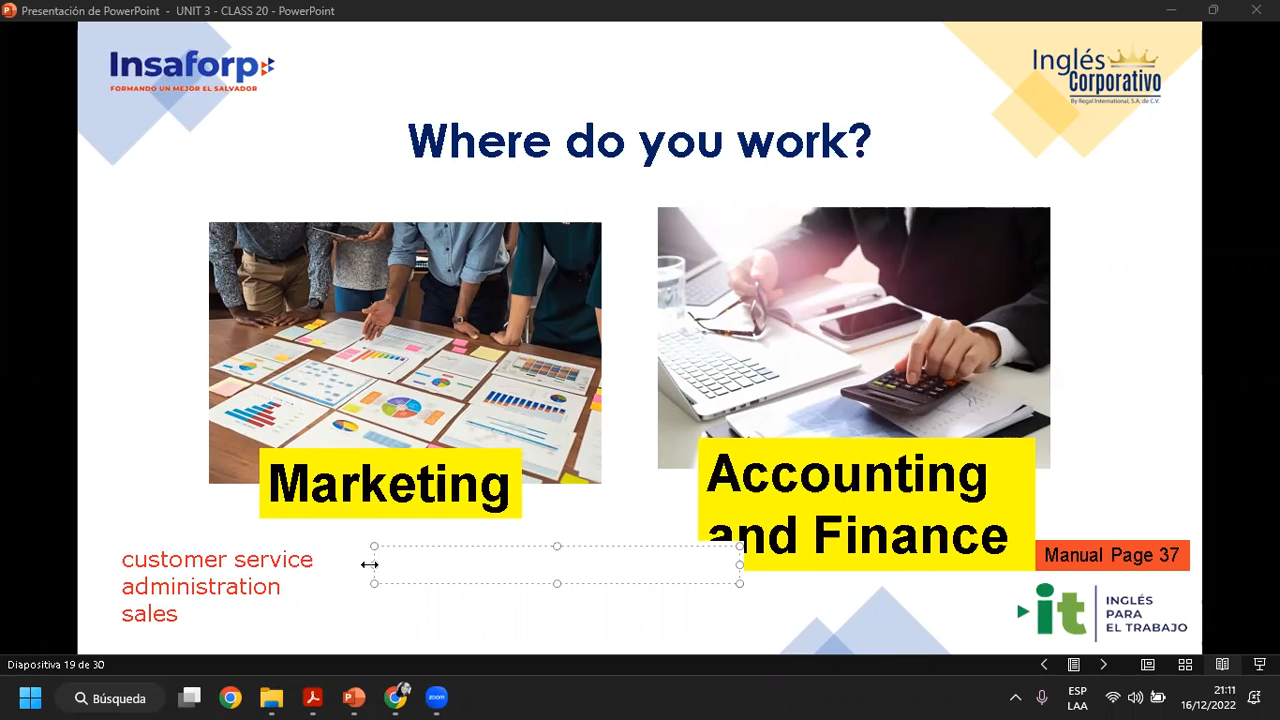 Presentación de PowerPoint - UNIT 3 - CLASS 20 - PowerPoint
Insaforp
FORMANDO UN MEJOR EL SALVADOR
Inglés
Corporativo
By Regal International, S.A. de C.V.
Where do you work?
Marketing
Accounting
and Finance
customer service
administration
sales
Manual Page 37
it
INGLÉS
PARA
EL TRABAJO
Diapositiva 19 de 30
Búsqueda
zoom
ESP
LAA
21:11
16/12/2022